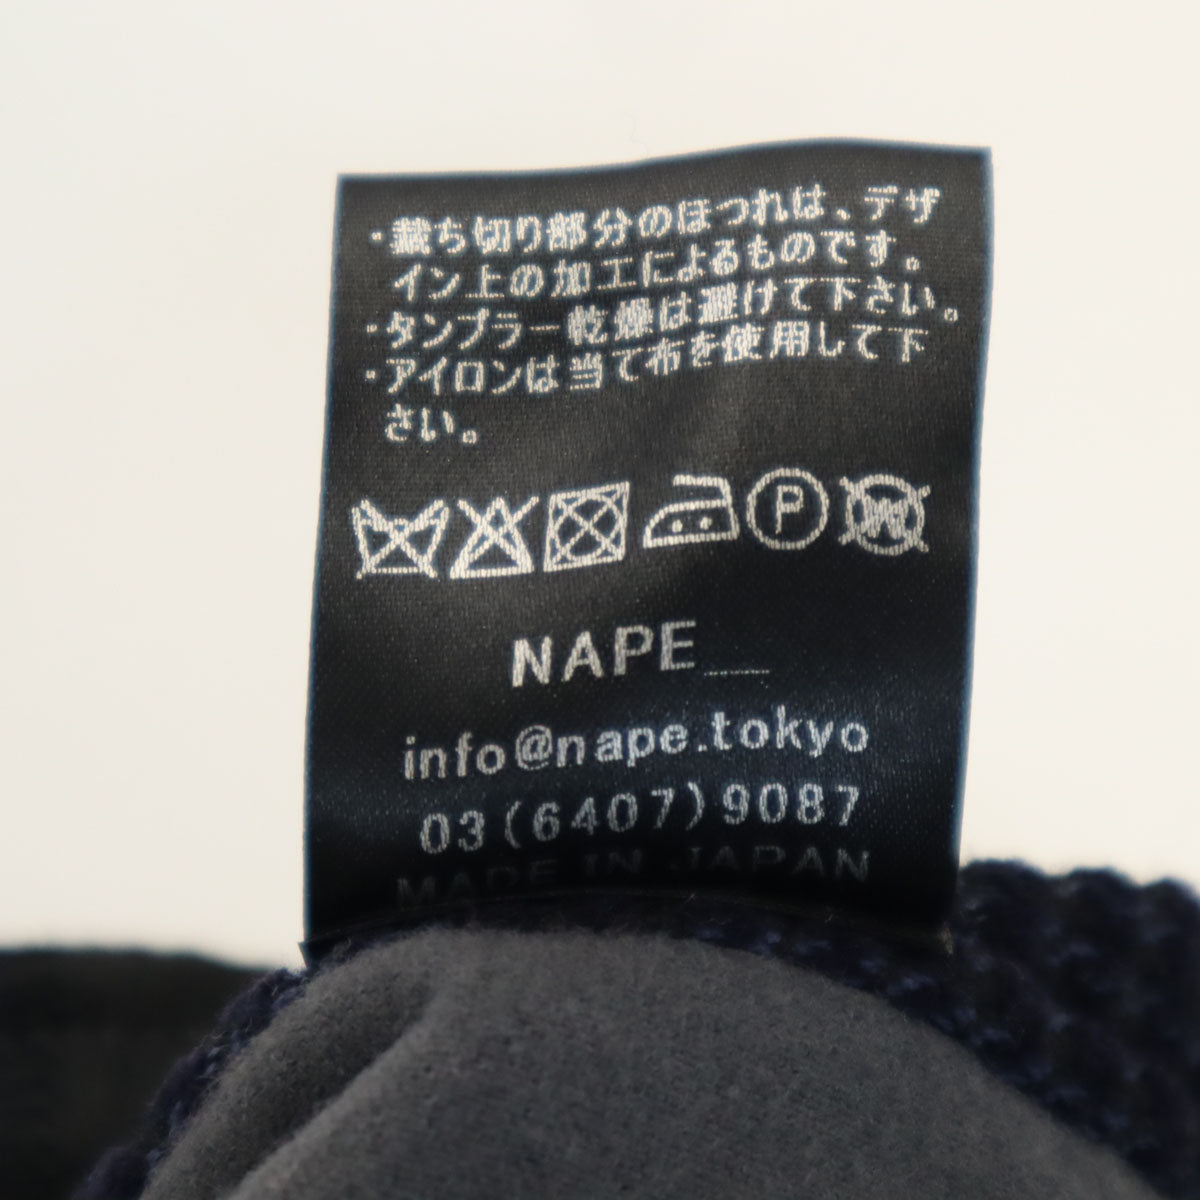 ・裁ち切り部分のほつれは、デザ
イン上の加工によるものです。
・タンブラー乾燥は避けて下さい。
・アイロンは当て布を使用して下
さい。
P W
NAPE__
info@nape.tokyo
03(6407)9087
MADE IN JAPAN